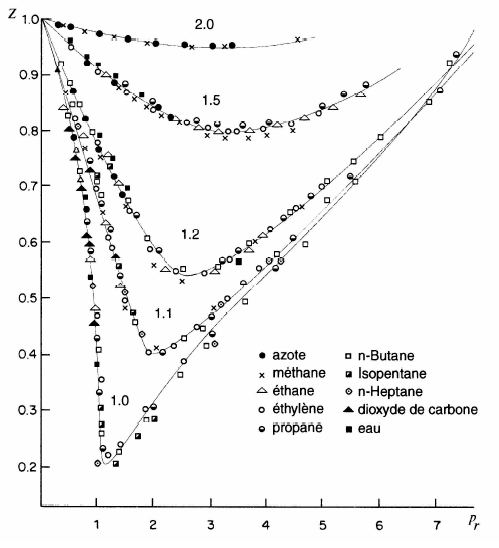 Z
1.0
2.0
0.9
1.5
0.8
0.7
1.2
0.6
0.5
1.1
azote
n-Butane
0.4
méthane
Isopentane
éthane
n-Heptane
1.0
0.3
éthylène
dioxyde de carbone
propane
eau
0.2
1 2 3 4 5 6 7 Pr